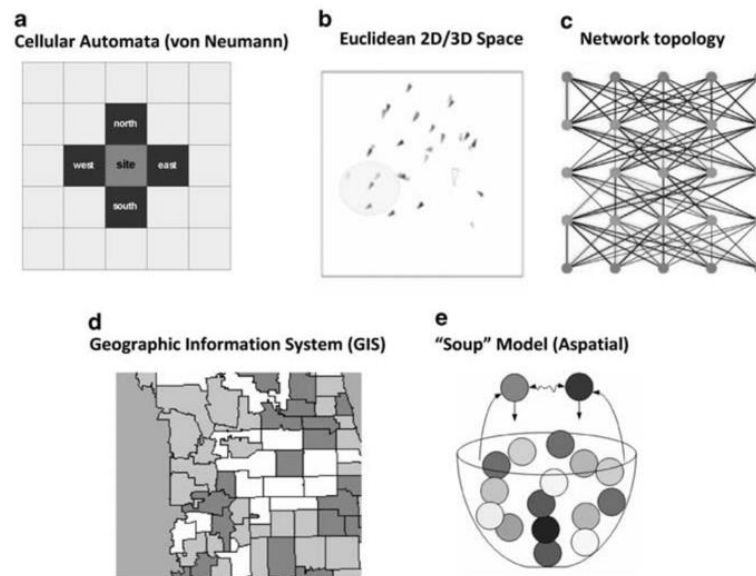 a
Cellular Automata (von Neumann)
north
west
site
east
south
b
Euclidean 2D/3D Space
c
Network topology
d
Geographic Information System (GIS)
e
“Soup” Model (Aspatial)